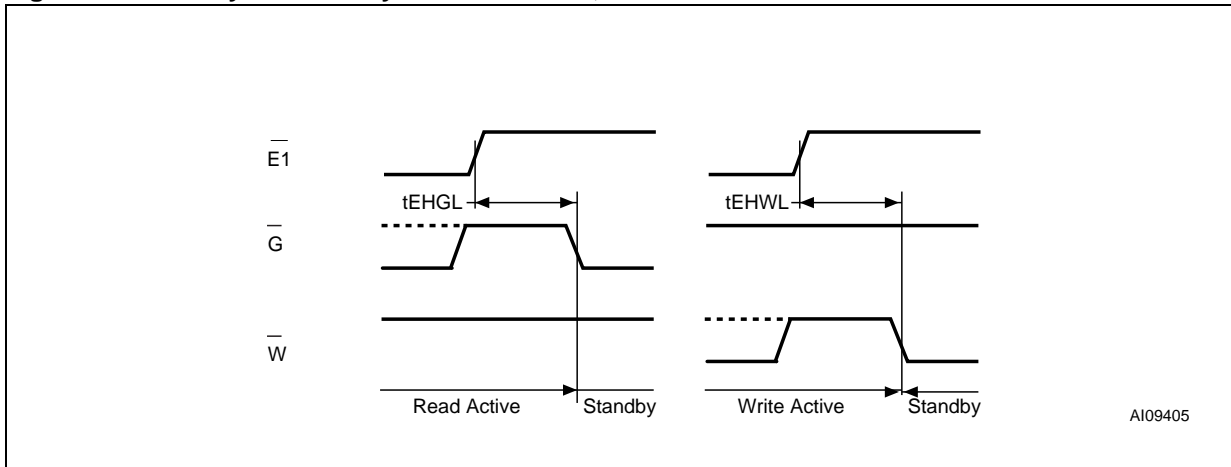 E1
tEHGL
tEHWL
G
W
Read Active
Standby
Write Active
Standby
AI09405